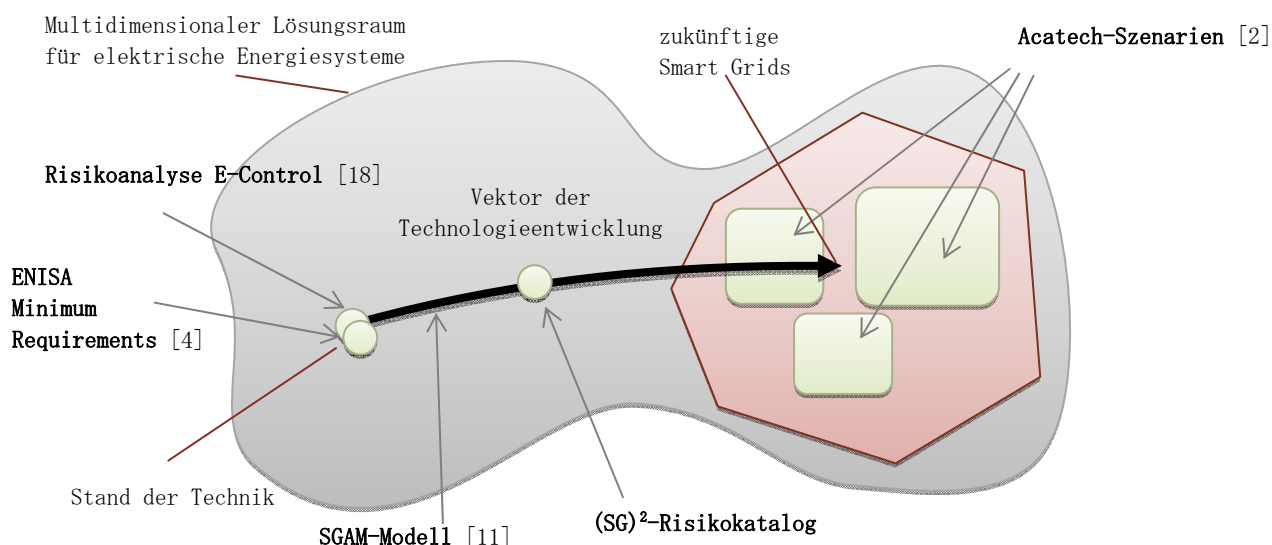 Multidimensionaler Lösungsraum
für elektrische Energiesysteme
zukünftige
Smart Grids
Acatech-Szenarien [2]
Risikoanalyse E-Control [18]
Vektor der
Technologieentwicklung
ENISA
Minimum
Requirements [4]
Stand der Technik
SGAM-Modell [11]
(SG)²-Risikokatalog